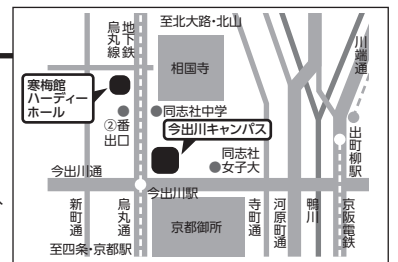 至北大路・北山
地下鉄
烏丸線
川端通
相国寺
寒梅館
ハーディー
ホール
同志社中学
②番
出口
今出川キャンパス
出町柳駅
同志社
女子大
今出川通
今出川駅
新町通
烏丸通
京都御所
寺町通
河原町通
鴨川
京阪電鉄
至四条・京都駅